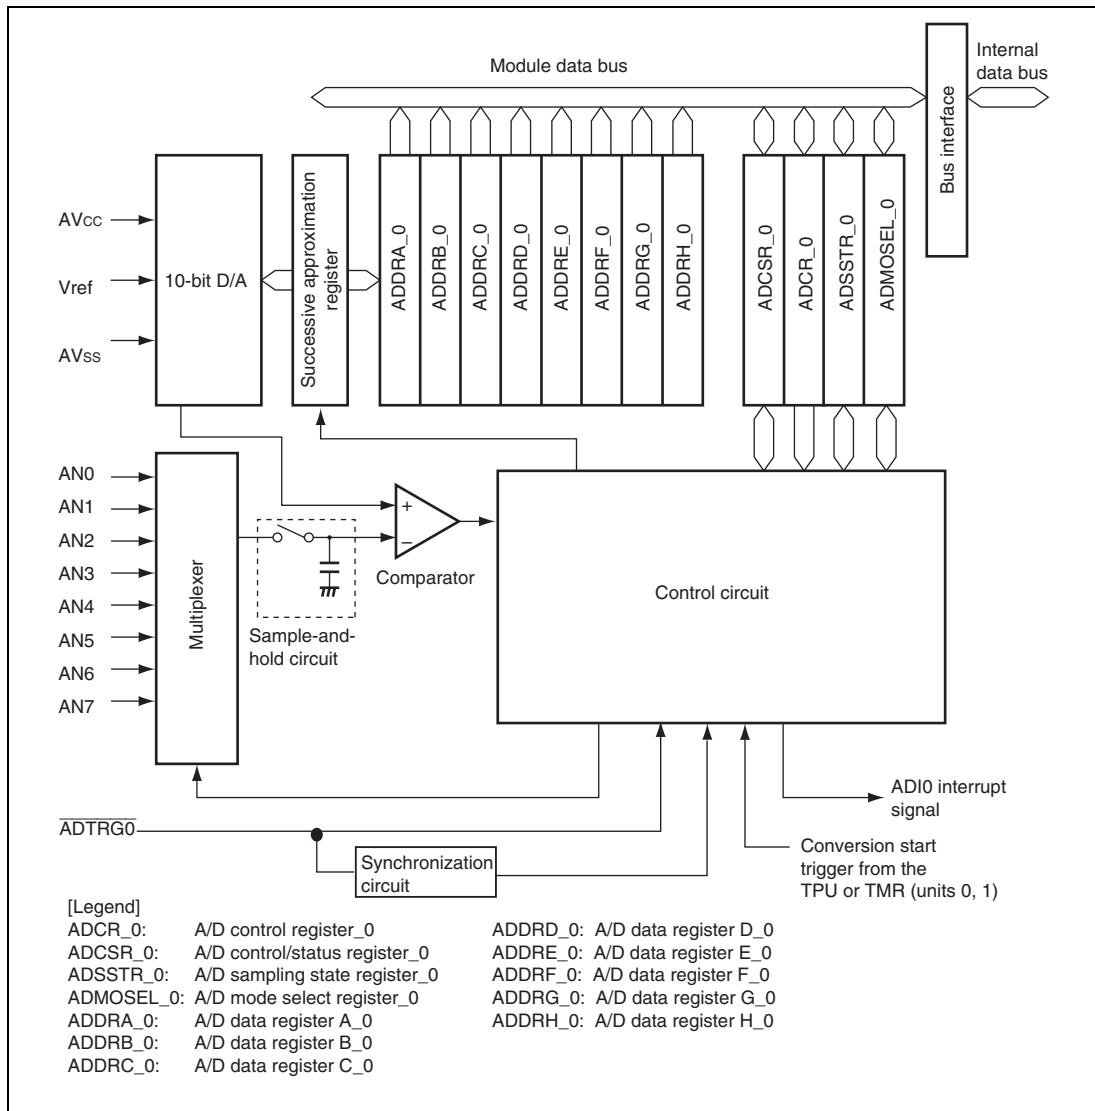 Module data bus
Internal
data bus
Bus interface
AVCC
Vref
AVSS
10-bit D/A
Successive approximation
register
ADDRA_0
ADDRB_0
ADDRC_0
ADDRD_0
ADDRE_0
ADDRF_0
ADDRG_0
ADDRH_0
ADCSR_0
ADCR_0
ADSSTR_0
ADMOSEL_0
AN0
AN1
AN2
AN3
AN4
AN5
AN6
AN7
Multiplexer
+
−
Comparator
Sample-and-
hold circuit
Control circuit
ADI0 interrupt
signal
ADTRG0
Synchronization
circuit
Conversion start
trigger from the
TPU or TMR (units 0, 1)
[Legend]
ADCR_0: A/D control register_0
ADCSR_0: A/D control/status register_0
ADSSTR_0: A/D sampling state register_0
ADMOSEL_0: A/D mode select register_0
ADDRA_0: A/D data register A_0
ADDRB_0: A/D data register B_0
ADDRC_0: A/D data register C_0
ADDRD_0: A/D data register D_0
ADDRE_0: A/D data register E_0
ADDRF_0: A/D data register F_0
ADDRG_0: A/D data register G_0
ADDRH_0: A/D data register H_0